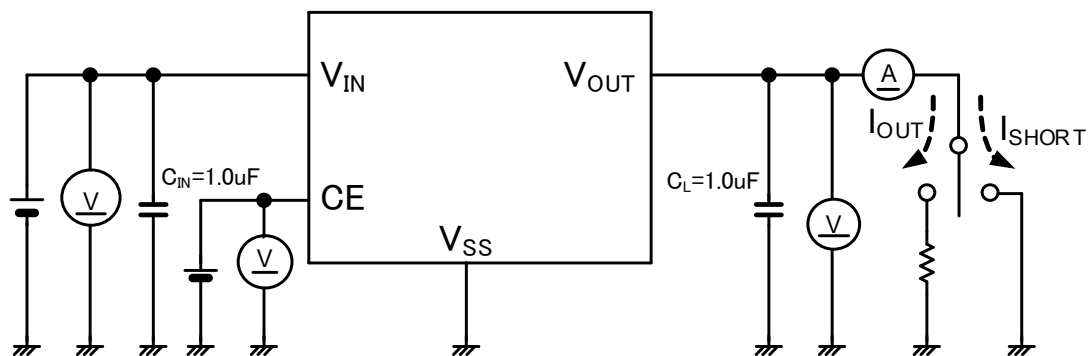 V_IN
V_OUT
A
I_OUT
I_SHORT
C_IN=1.0uF
C_L=1.0uF
V
CE
V
V
V_SS